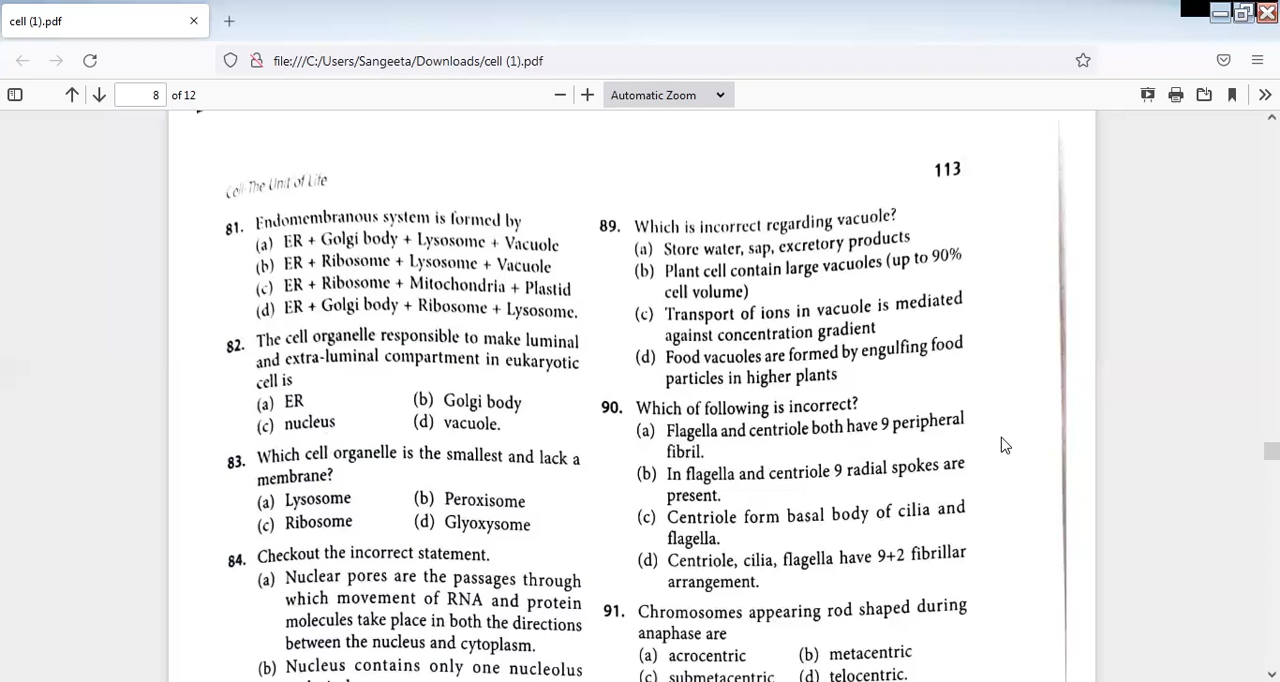 cell (1).pdf
file:///C:/Users/Sangeeta/Downloads/cell (1).pdf
8 of 12
Automatic Zoom
Cell-The Unit of Life
113
81. Endomembranous system is formed by
(a) ER + Golgi body + Lysosome + Vacuole
(b) ER + Ribosome + Lysosome + Vacuole
(c) ER + Ribosome + Mitochondria + Plastid
(d) ER + Golgi body + Ribosome + Lysosome.
82. The cell organelle responsible to make luminal
and extra-luminal compartment in eukaryotic
cell is
(a) ER (b) Golgi body
(c) nucleus (d) vacuole.
83. Which cell organelle is the smallest and lack a
membrane?
(a) Lysosome (b) Peroxisome
(c) Ribosome (d) Glyoxysome
84. Checkout the incorrect statement.
(a) Nuclear pores are the passages through
which movement of RNA and protein
molecules take place in both the directions
between the nucleus and cytoplasm.
(b) Nucleus contains only one nucleolus
89. Which is incorrect regarding vacuole?
(a) Store water, sap, excretory products
(b) Plant cell contain large vacuoles (up to 90%
cell volume)
(c) Transport of ions in vacuole is mediated
against concentration gradient
(d) Food vacuoles are formed by engulfing food
particles in higher plants
90. Which of following is incorrect?
(a) Flagella and centriole both have 9 peripheral
fibril.
(b) In flagella and centriole 9 radial spokes are
present.
(c) Centriole form basal body of cilia and
flagella.
(d) Centriole, cilia, flagella have 9+2 fibrillar
arrangement.
91. Chromosomes appearing rod shaped during
anaphase are
(a) acrocentric (b) metacentric
(c) submetacentric (d) telocentric.